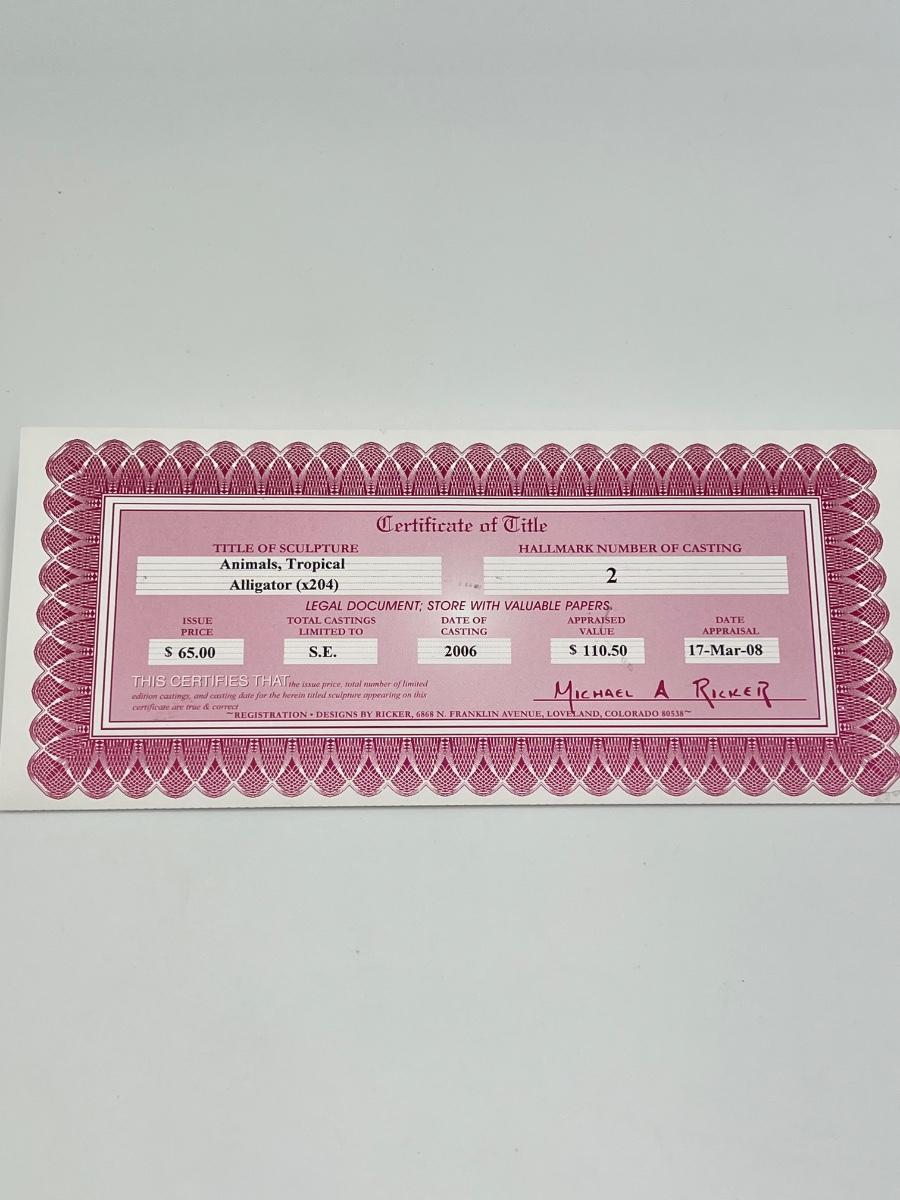 Certificate of Title
TITLE OF SCULPTURE
Animals, Tropical
Alligator (x204)
HALLMARK NUMBER OF CASTING
2
LEGAL DOCUMENT; STORE WITH VALUABLE PAPERS.
ISSUE
PRICE
$ 65.00
TOTAL CASTINGS
LIMITED TO
S.E.
DATE OF
CASTING
2006
APPRAISED
VALUE
$ 110.50
DATE
APPRAISAL
17-Mar-08
THIS CERTIFIES THAT the issue price, total number of limited
edition castings, and casting date for the herein titled sculpture appearing on this
certificate are true & correct
MICHAEL A RICKER
~REGISTRATION • DESIGNS BY RICKER, 6868 N. FRANKLIN AVENUE, LOVELAND, COLORADO 80538~